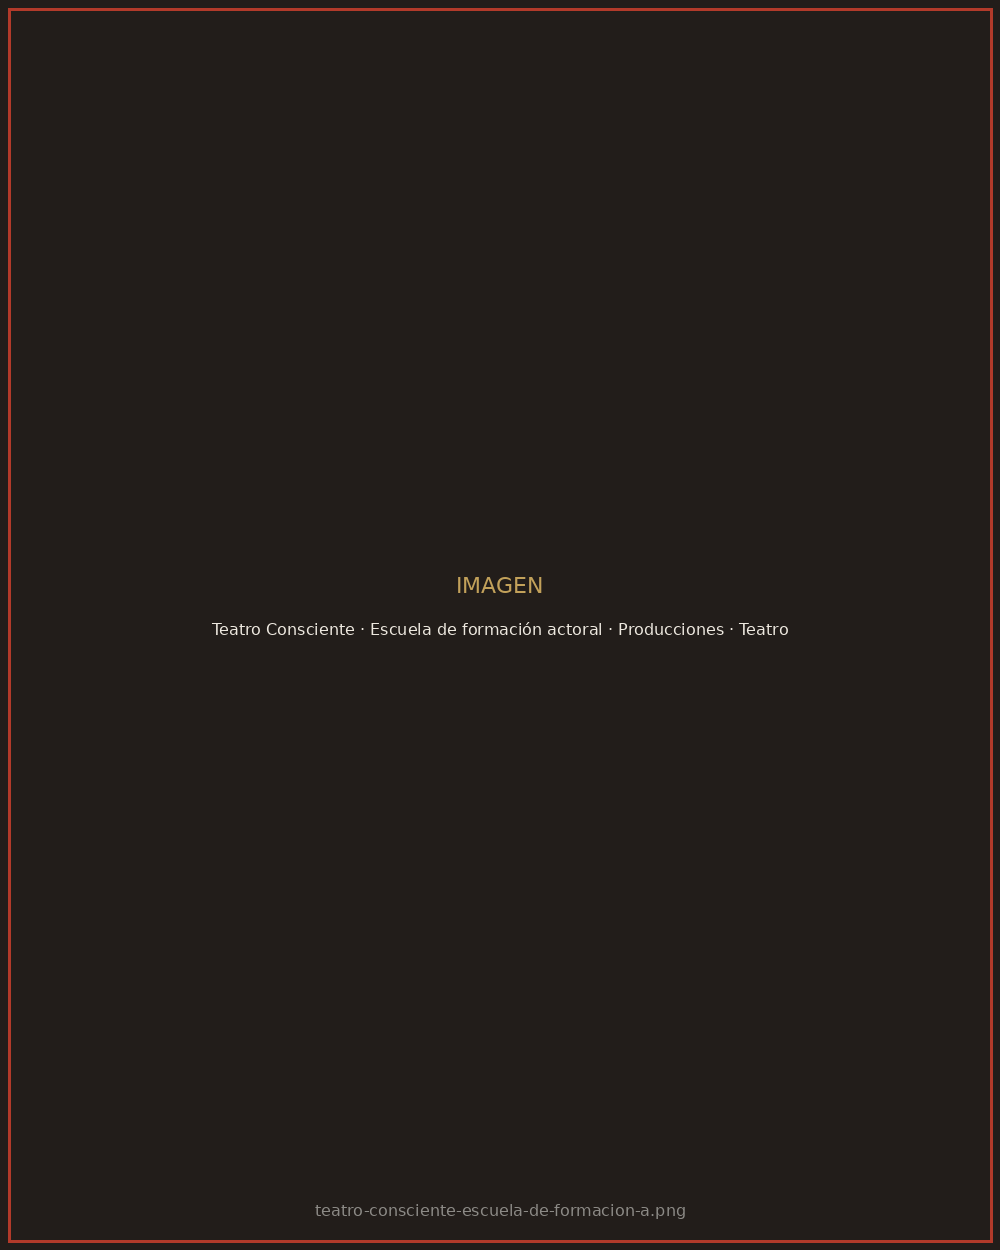 IMAGEN
Teatro Consciente · Escuela de formación actoral · Producciones · Teatro
teatro-consciente-escuela-de-formacion-a.png